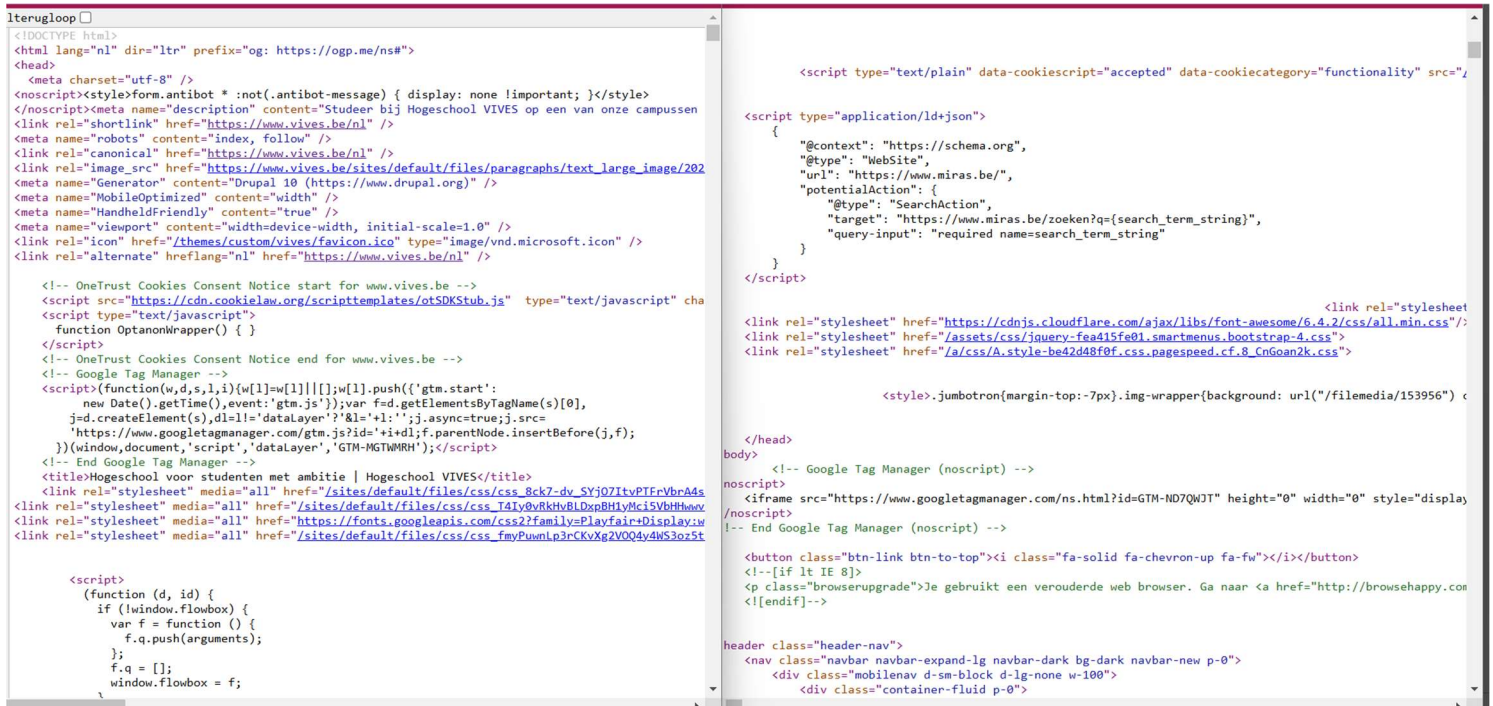 lterugloop
<!DOCTYPE html>
<html lang="nl" dir="ltr" prefix="og: https://ogp.me/ns#">
<head>
<meta charset="utf-8" />
<noscript><style>form.antibot * :not(.antibot-message) { display: none !important; }</style>
</noscript><meta name="description" content="Studeer bij Hogeschool VIVES op een van onze campussen
<link rel="shortlink" href="https://www.vives.be/nl" />
<meta name="robots" content="index, follow" />
<link rel="canonical" href="https://www.vives.be/nl" />
<link rel="image_src" href="https://www.vives.be/sites/default/files/paragraphs/text_large_image/202
<meta name="Generator" content="Drupal 10 (https://www.drupal.org)" />
<meta name="MobileOptimized" content="width" />
<meta name="HandheldFriendly" content="true" />
<meta name="viewport" content="width=device-width, initial-scale=1.0" />
<link rel="icon" href="/themes/custom/vives/favicon.ico" type="image/vnd.microsoft.icon" />
<link rel="alternate" hreflang="nl" href="https://www.vives.be/nl" />
<!-- OneTrust Cookies Consent Notice start for www.vives.be -->
<script src="https://cdn.cookielaw.org/scripttemplates/otSDKStub.js" type="text/javascript" cha
<script type="text/javascript">
function OptanonWrapper() { }
</script>
<!-- OneTrust Cookies Consent Notice end for www.vives.be -->
<!-- Google Tag Manager -->
<script>(function(w,d,s,l,i){w[l]=w[l]||[];w[l].push({'gtm.start':
new Date().getTime(),event:'gtm.js'});var f=d.getElementsByTagName(s)[0],
j=d.createElement(s),dl=l!='dataLayer'?'&l='+l:'';j.async=true;j.src=
'https://www.googletagmanager.com/gtm.js?id='+i+dl;f.parentNode.insertBefore(j,f);
})(window,document,'script','dataLayer','GTM-MGTWMRH');</script>
<!-- End Google Tag Manager -->
<title>Hogeschool voor studenten met ambitie | Hogeschool VIVES</title>
<link rel="stylesheet" media="all" href="/sites/default/files/css/css_8ck7-dv_SYjO7ItvPTFrVbrA4s
<link rel="stylesheet" media="all" href="/sites/default/files/css/css_T4Iy0vRkHvBLDxpBH1yMci5VbHHwwv
<link rel="stylesheet" media="all" href="https://fonts.googleapis.com/css2?family=Playfair+Display:w
<link rel="stylesheet" media="all" href="/sites/default/files/css/css_fmyPuwnLp3rCKvXg2VOQ4y4WS3oz5t
<script>
(function (d, id) {
if (!window.flowbox) {
var f = function () {
f.q.push(arguments);
};
f.q = [];
window.flowbox = f;
}
<script type="text/plain" data-cookiescript="accepted" data-cookiecategory="functionality" src="/
<script type="application/ld+json">
{
"@context": "https://schema.org",
"@type": "WebSite",
"url": "https://www.miras.be/",
"potentialAction": {
"@type": "SearchAction",
"target": "https://www.miras.be/zoeken?q={search_term_string}",
"query-input": "required name=search_term_string"
}
}
</script>
<link rel="stylesheet
<link rel="stylesheet" href="https://cdnjs.cloudflare.com/ajax/libs/font-awesome/6.4.2/css/all.min.css"/>
<link rel="stylesheet" href="/assets/css/jquery-fea415fe01.smartmenus.bootstrap-4.css">
<link rel="stylesheet" href="/a/css/A.style-be42d48f0f.css.pagespeed.cf.8_CnGoan2k.css">
<style>.jumbotron{margin-top:-7px}.img-wrapper{background: url("/filemedia/153956") c
</head>
body>
<!-- Google Tag Manager (noscript) -->
noscript>
<iframe src="https://www.googletagmanager.com/ns.html?id=GTM-ND7QWJT" height="0" width="0" style="display
/noscript>
!-- End Google Tag Manager (noscript) -->
<button class="btn-link btn-to-top"><i class="fa-solid fa-chevron-up fa-fw"></i></button>
<!--[if lt IE 8]>
<p class="browserupgrade">Je gebruikt een verouderde web browser. Ga naar <a href="http://browsehappy.com
<![endif]-->
header class="header-nav">
<nav class="navbar navbar-expand-lg navbar-dark bg-dark navbar-new p-0">
<div class="mobilenav d-sm-block d-lg-none w-100">
<div class="container-fluid p-0">